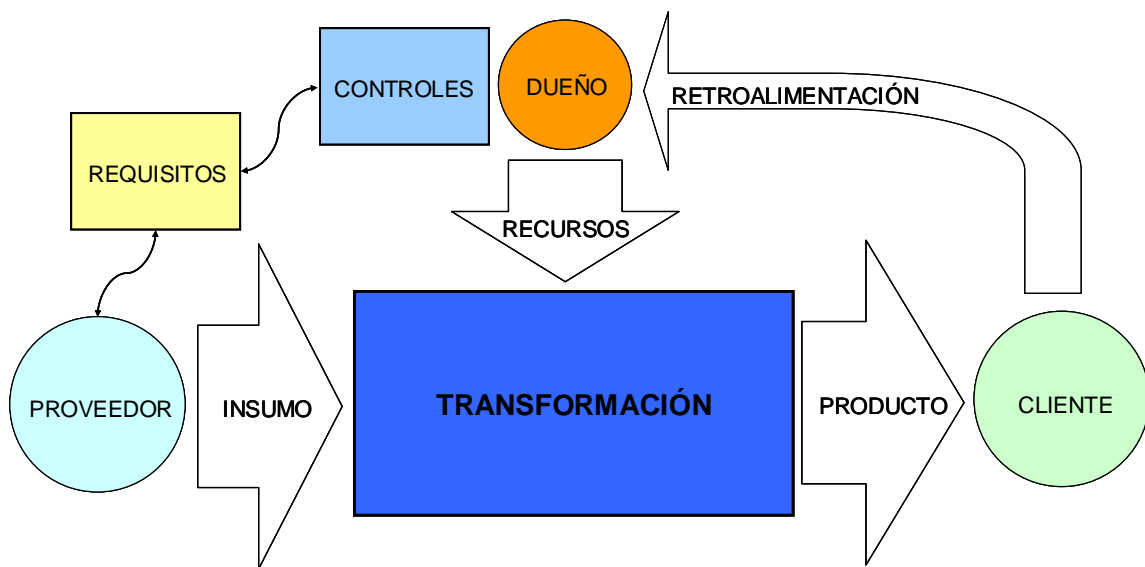 CONTROLES
DUEÑO
RETROALIMENTACIÓN
REQUISITOS
RECURSOS
PROVEEDOR
INSUMO
TRANSFORMACIÓN
PRODUCTO
CLIENTE